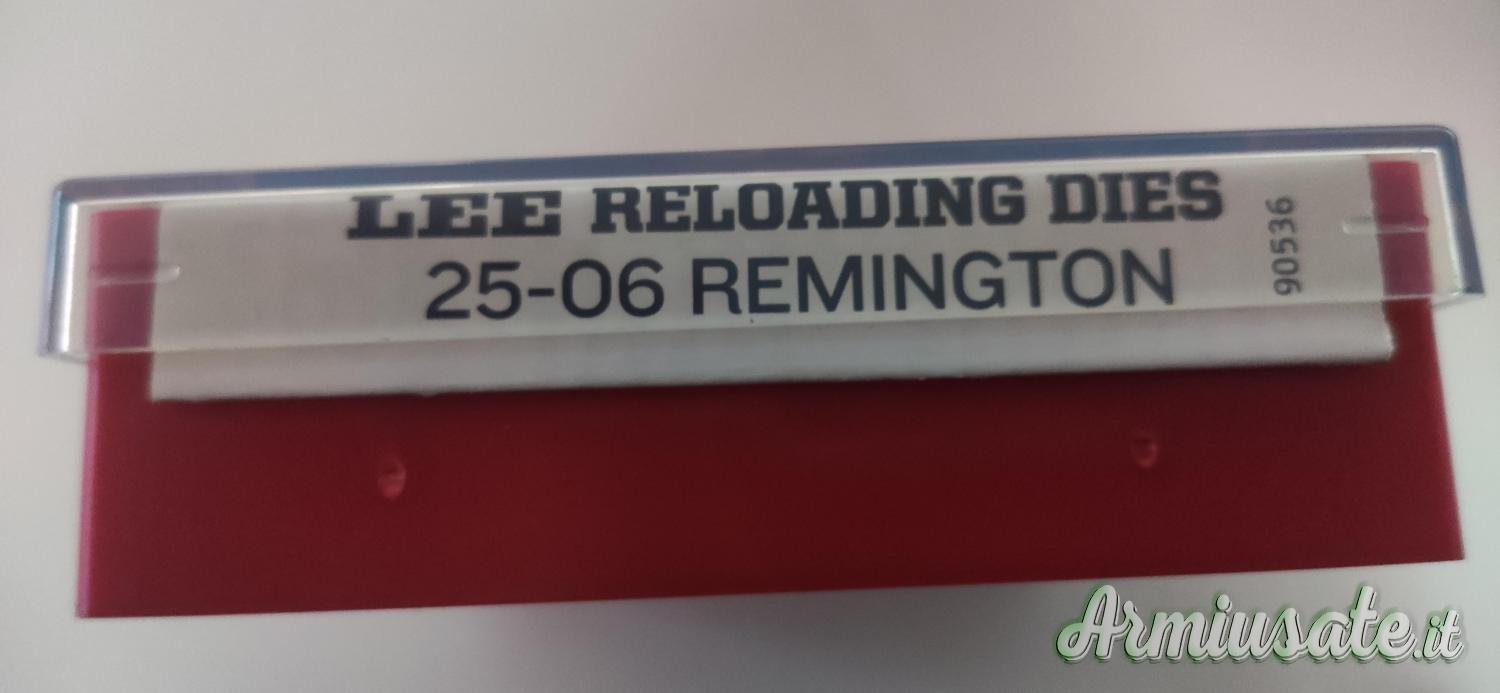 LEE RELOADING DIES
25-06 REMINGTON
90536
Armiusate.it